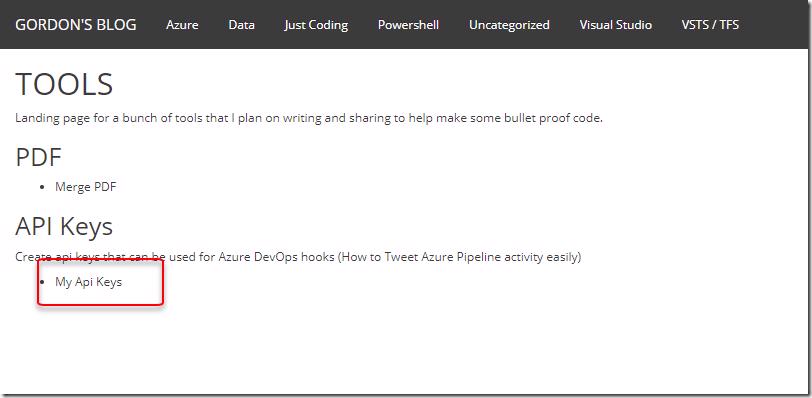 GORDON'S BLOG Azure Data Just Coding Powershell Uncategorized Visual Studio VSTS / TFS
TOOLS
Landing page for a bunch of tools that I plan on writing and sharing to help make some bullet proof code.
PDF
Merge PDF
API Keys
Create api keys that can be used for Azure DevOps hooks (How to Tweet Azure Pipeline activity easily)
My Api Keys